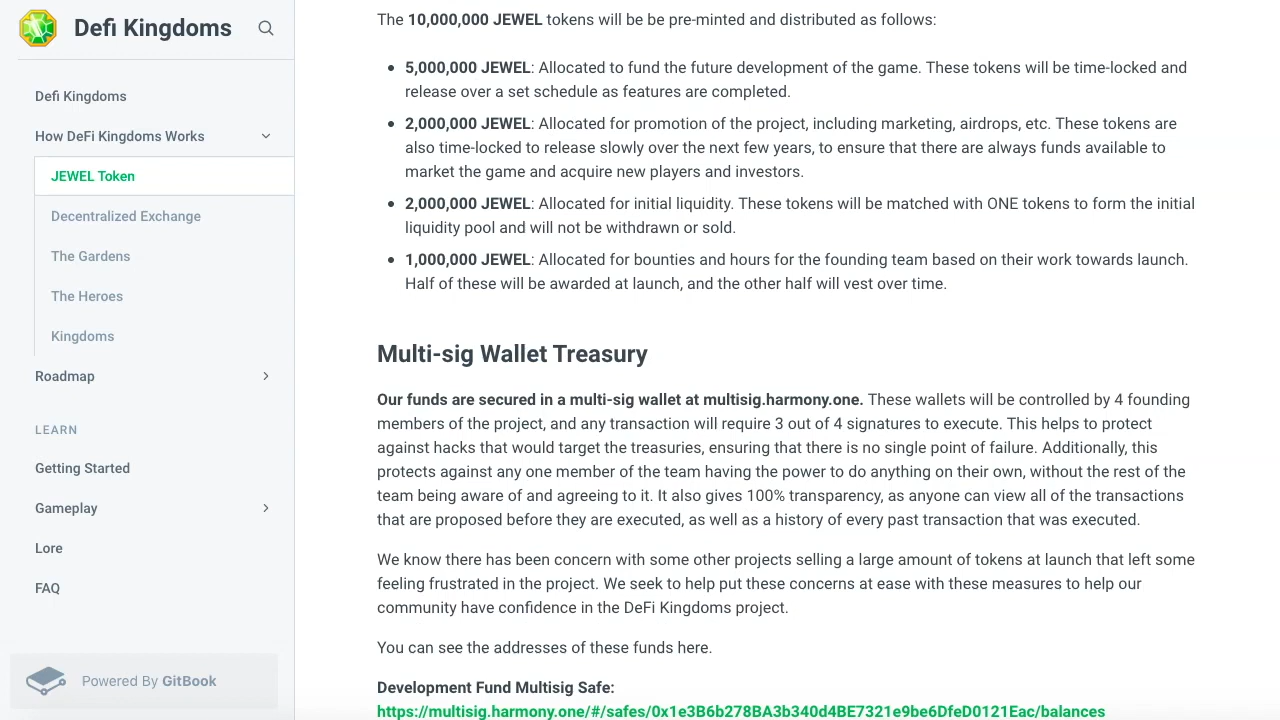 Defi Kingdoms
Defi Kingdoms
How DeFi Kingdoms Works
JEWEL Token
Decentralized Exchange
The Gardens
The Heroes
Kingdoms
Roadmap
LEARN
Getting Started
Gameplay
Lore
FAQ
Powered By GitBook
The 10,000,000 JEWEL tokens will be be pre-minted and distributed as follows:
5,000,000 JEWEL: Allocated to fund the future development of the game. These tokens will be time-locked and
release over a set schedule as features are completed.
2,000,000 JEWEL: Allocated for promotion of the project, including marketing, airdrops, etc. These tokens are
also time-locked to release slowly over the next few years, to ensure that there are always funds available to
market the game and acquire new players and investors.
2,000,000 JEWEL: Allocated for initial liquidity. These tokens will be matched with ONE tokens to form the initial
liquidity pool and will not be withdrawn or sold.
1,000,000 JEWEL: Allocated for bounties and hours for the founding team based on their work towards launch.
Half of these will be awarded at launch, and the other half will vest over time.
Multi-sig Wallet Treasury
Our funds are secured in a multi-sig wallet at multisig.harmony.one. These wallets will be controlled by 4 founding
members of the project, and any transaction will require 3 out of 4 signatures to execute. This helps to protect
against hacks that would target the treasuries, ensuring that there is no single point of failure. Additionally, this
protects against any one member of the team having the power to do anything on their own, without the rest of the
team being aware of and agreeing to it. It also gives 100% transparency, as anyone can view all of the transactions
that are proposed before they are executed, as well as a history of every past transaction that was executed.
We know there has been concern with some other projects selling a large amount of tokens at launch that left some
feeling frustrated in the project. We seek to help put these concerns at ease with these measures to help our
community have confidence in the DeFi Kingdoms project.
You can see the addresses of these funds here.
Development Fund Multisig Safe:
https://multisig.harmony.one/#/safes/0x1e3B6b278BA3b340d4BE7321e9be6DfeD0121Eac/balances